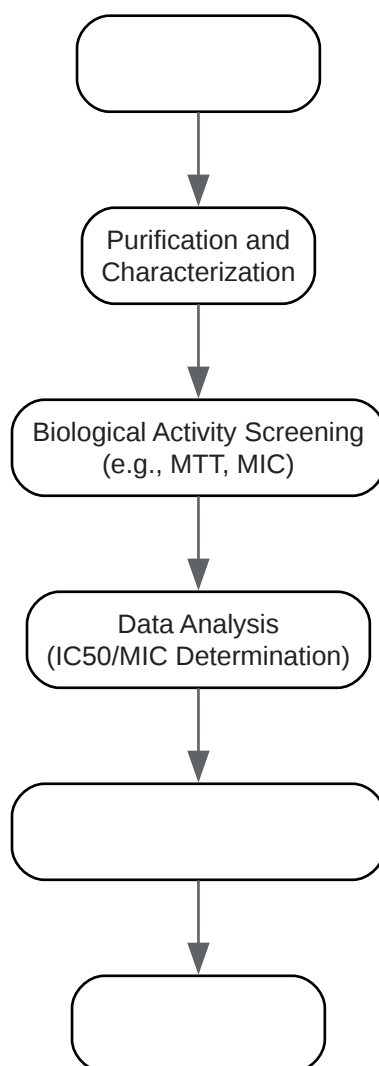 Purification and
Characterization
Biological Activity Screening
(e.g., MTT, MIC)
Data Analysis
(IC50/MIC Determination)